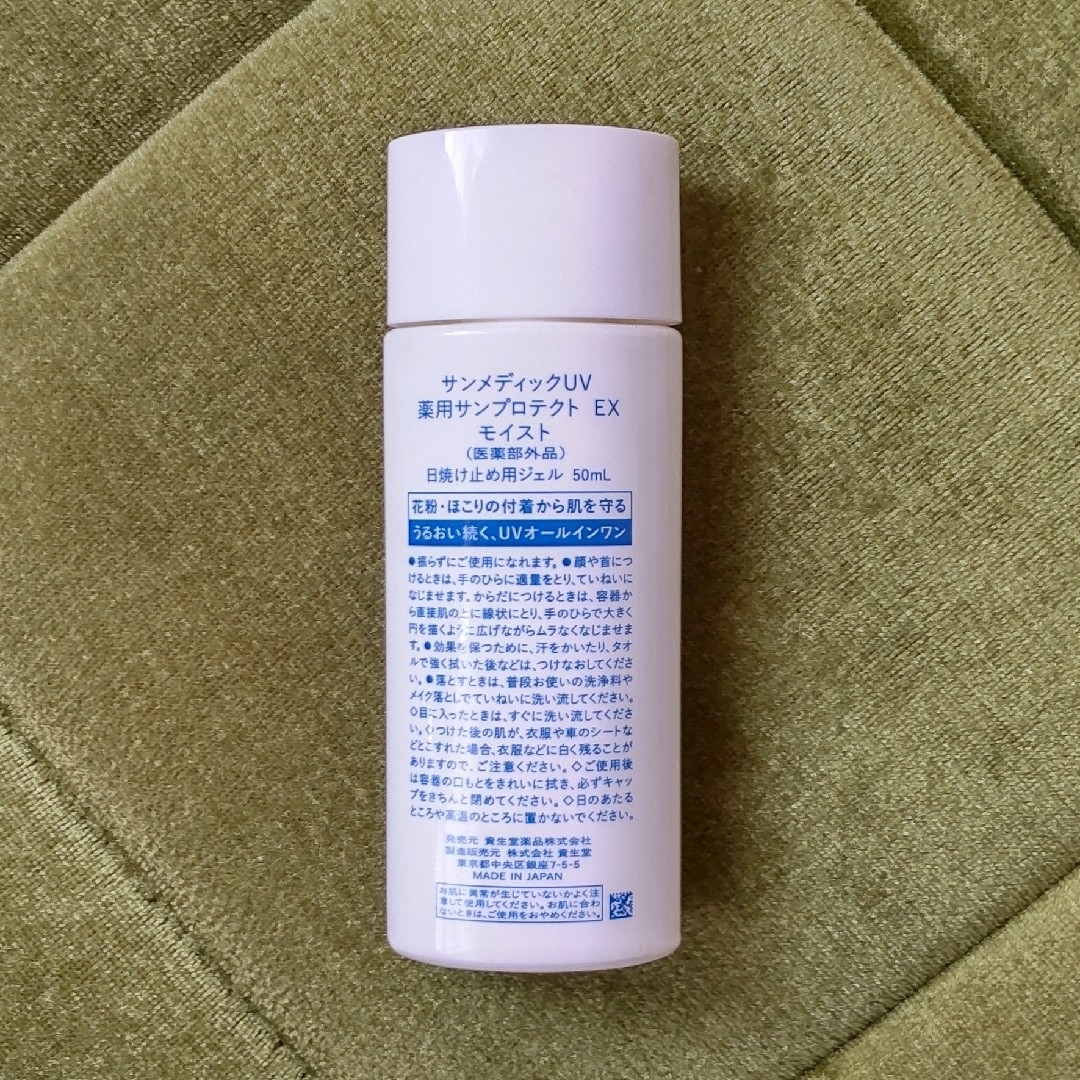 サンメディックUV
薬用サンプロテクト EX
モイスト
（医薬部外品）
日焼け止め用ジェル 50mL
花粉・ほこりの付着から肌を守る
うるおい続く、UVオールインワン
●振らずにご使用になれます。●顔や首につ
けるときは、手のひらに適量をとり、ていねいに
なじませます。からだにつけるときは、容器か
ら直接肌の上に線状にとり、手のひらで大きく
円を描くように広げながらムラなくなじませま
す。●効果を保つために、汗をかいたり、タオ
ルで強く拭いた後などは、つけなおしてくださ
い。●落とすときは、普段お使いの洗浄料や
メイク落としでていねいに洗い流してください。
◇目に入ったときは、すぐに洗い流してくださ
い。◇つけた後の肌が、衣服や車のシートな
どとこすれた場合、衣服などに白く残ることが
ありますので、ご注意ください。◇ご使用後
は容器の口もとをきれいに拭き、必ずキャッ
プをきちんと閉めてください。◇日のあたる
ところや高温のところに置かないでください。
発売元 資生堂薬品株式会社
製造販売元 株式会社 資生堂
東京都中央区銀座7-5-5
MADE IN JAPAN
お肌に異常が生じていないかよく注
意して使用してください。お肌に合わ
ないときは、ご使用をおやめください。
EX